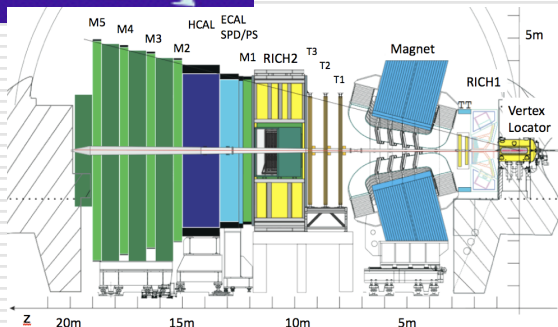 M5
M4
M3
M2
HCAL
ECAL
SPD/PS
M1
RICH2
T3
T2
T1
Magnet
RICH1
Vertex
Locator
5m
Z
20m
15m
10m
5m